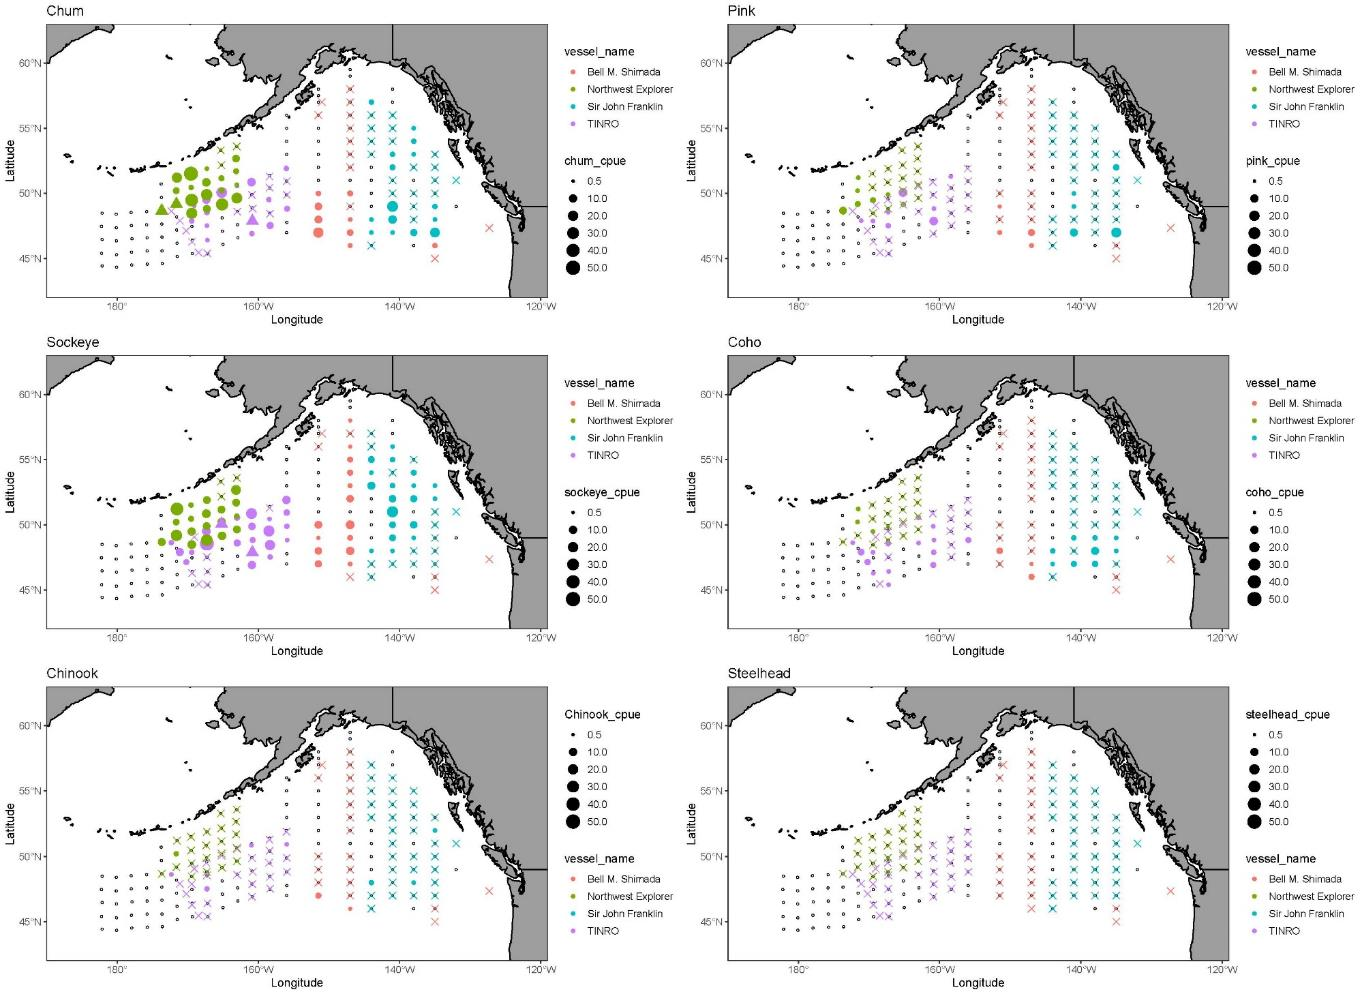 Chum
60°N
55°N
50°N
45°N
Latitude
180°
160°W
140°W
120°W
Longitude
vessel_name
Bell M. Shimada
Northwest Explorer
Sir John Franklin
TINRO
chum_cpue
0.5
10.0
20.0
30.0
40.0
50.0
Pink
60°N
55°N
50°N
45°N
Latitude
180°
160°W
140°W
120°W
Longitude
vessel_name
Bell M. Shimada
Northwest Explorer
Sir John Franklin
TINRO
pink_cpue
0.5
10.0
20.0
30.0
40.0
50.0
Sockeye
60°N
55°N
50°N
45°N
Latitude
180°
160°W
140°W
120°W
Longitude
vessel_name
Bell M. Shimada
Northwest Explorer
Sir John Franklin
TINRO
sockeye_cpue
0.5
10.0
20.0
30.0
40.0
50.0
Coho
60°N
55°N
50°N
45°N
Latitude
180°
160°W
140°W
120°W
Longitude
vessel_name
Bell M. Shimada
Northwest Explorer
Sir John Franklin
TINRO
coho_cpue
0.5
10.0
20.0
30.0
40.0
50.0
Chinook
60°N
55°N
50°N
45°N
Latitude
180°
160°W
140°W
120°W
Longitude
Chinook_cpue
0.5
10.0
20.0
30.0
40.0
50.0
vessel_name
Bell M. Shimada
Northwest Explorer
Sir John Franklin
TINRO
Steelhead
60°N
55°N
50°N
45°N
Latitude
180°
160°W
140°W
120°W
Longitude
steelhead_cpue
0.5
10.0
20.0
30.0
40.0
50.0
vessel_name
Bell M. Shimada
Northwest Explorer
Sir John Franklin
TINRO